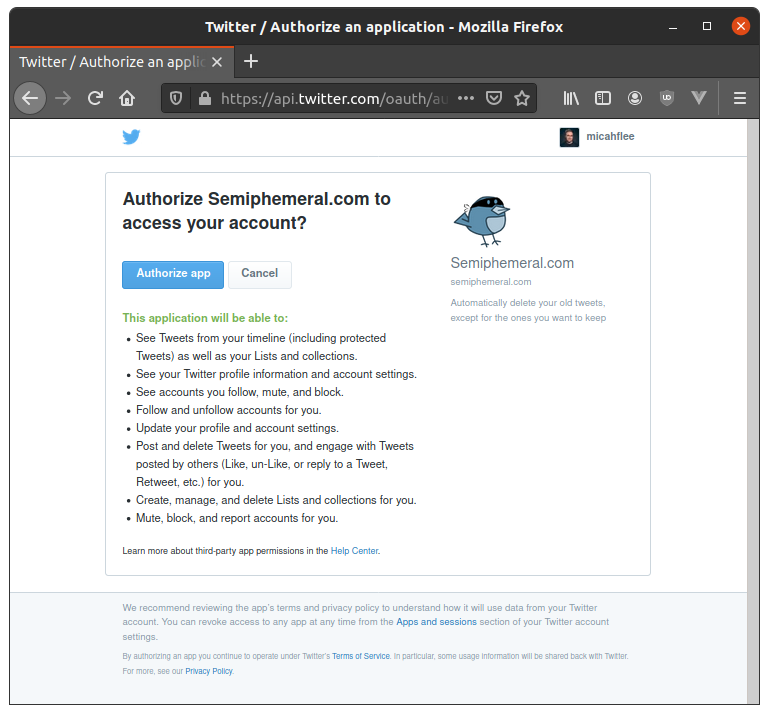 Twitter / Authorize an application - Mozilla Firefox
Twitter / Authorize an applic
https://api.twitter.com/oauth/au
micahflee
Authorize Semiphemeral.com to
access your account?
Authorize app
Cancel
This application will be able to:
• See Tweets from your timeline (including protected
Tweets) as well as your Lists and collections.
• See your Twitter profile information and account settings.
• See accounts you follow, mute, and block.
• Follow and unfollow accounts for you.
• Update your profile and account settings.
• Post and delete Tweets for you, and engage with Tweets
posted by others (Like, un-Like, or reply to a Tweet,
Retweet, etc.) for you.
• Create, manage, and delete Lists and collections for you.
• Mute, block, and report accounts for you.
Learn more about third-party app permissions in the Help Center.
Semiphemeral.com
semiphemeral.com
Automatically delete your old tweets,
except for the ones you want to keep
We recommend reviewing the app's terms and privacy policy to understand how it will use data from your Twitter
account. You can revoke access to any app at any time from the Apps and sessions section of your Twitter account
settings.
By authorizing an app you continue to operate under Twitter's Terms of Service. In particular, some usage information will be shared back with Twitter.
For more, see our Privacy Policy.